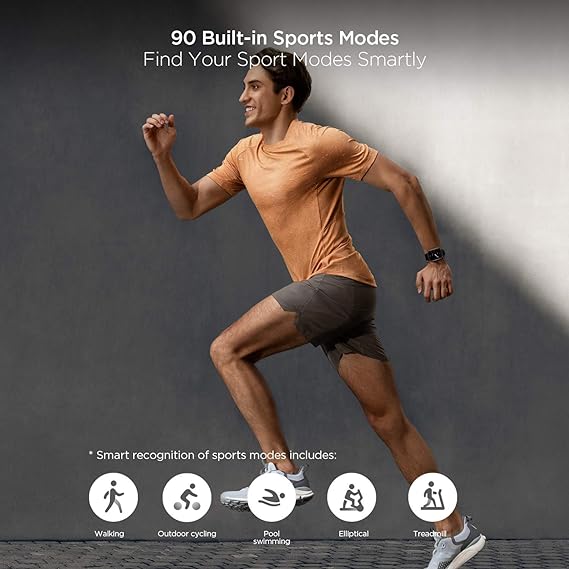 90 Built-in Sports Modes
Find Your Sport Modes Smartly
* Smart recognition of sports modes includes:
Walking
Outdoor cycling
Pool
swimming
Elliptical
Treadmill